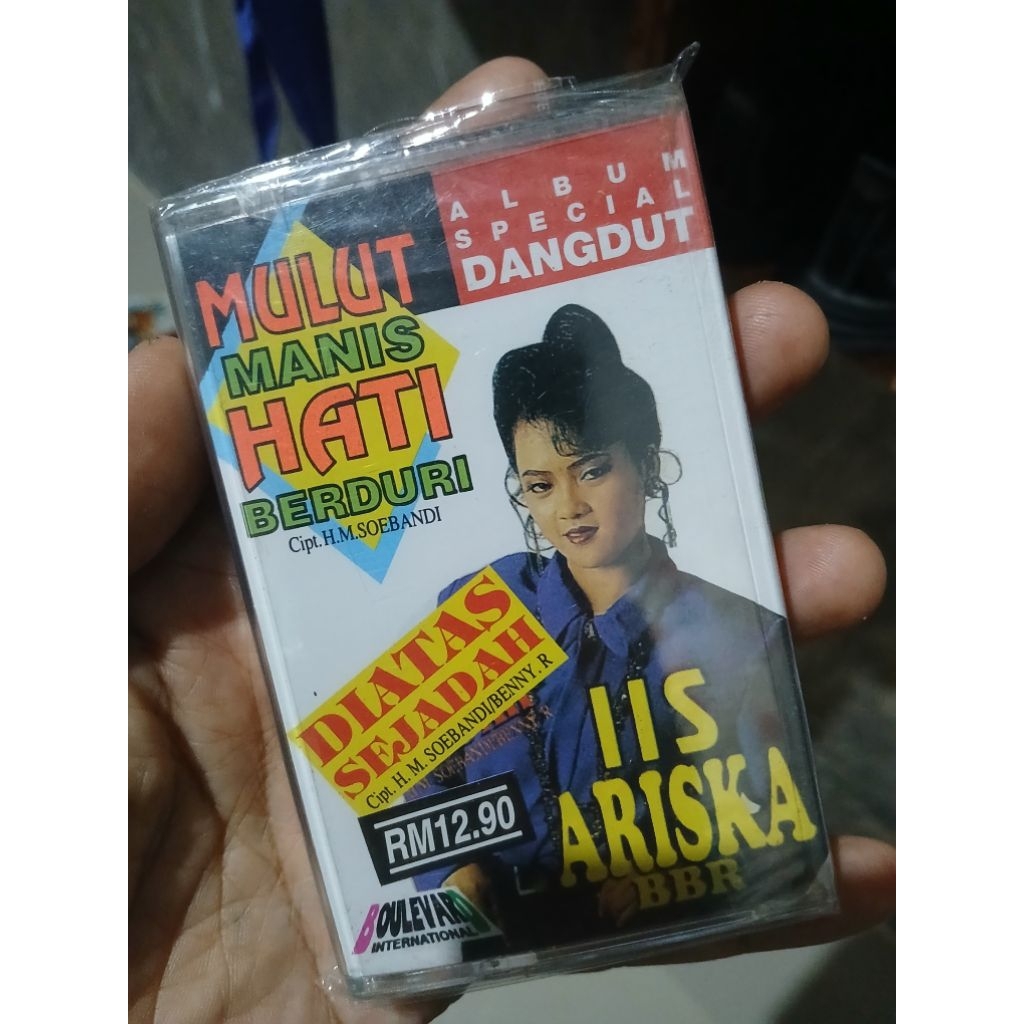 ALBUM
SPECIAL
DANGDUT
MULUT
MANIS
HATI
BERDURI
Cipt.H.M.SOEBANDI
DIATAS
SEJADAH
Cipt. H. M. SOEBANDI/BENNY. R
RM12.90
IIS
ARISKA
BBR
BOULEVARD
INTERNATIONAL